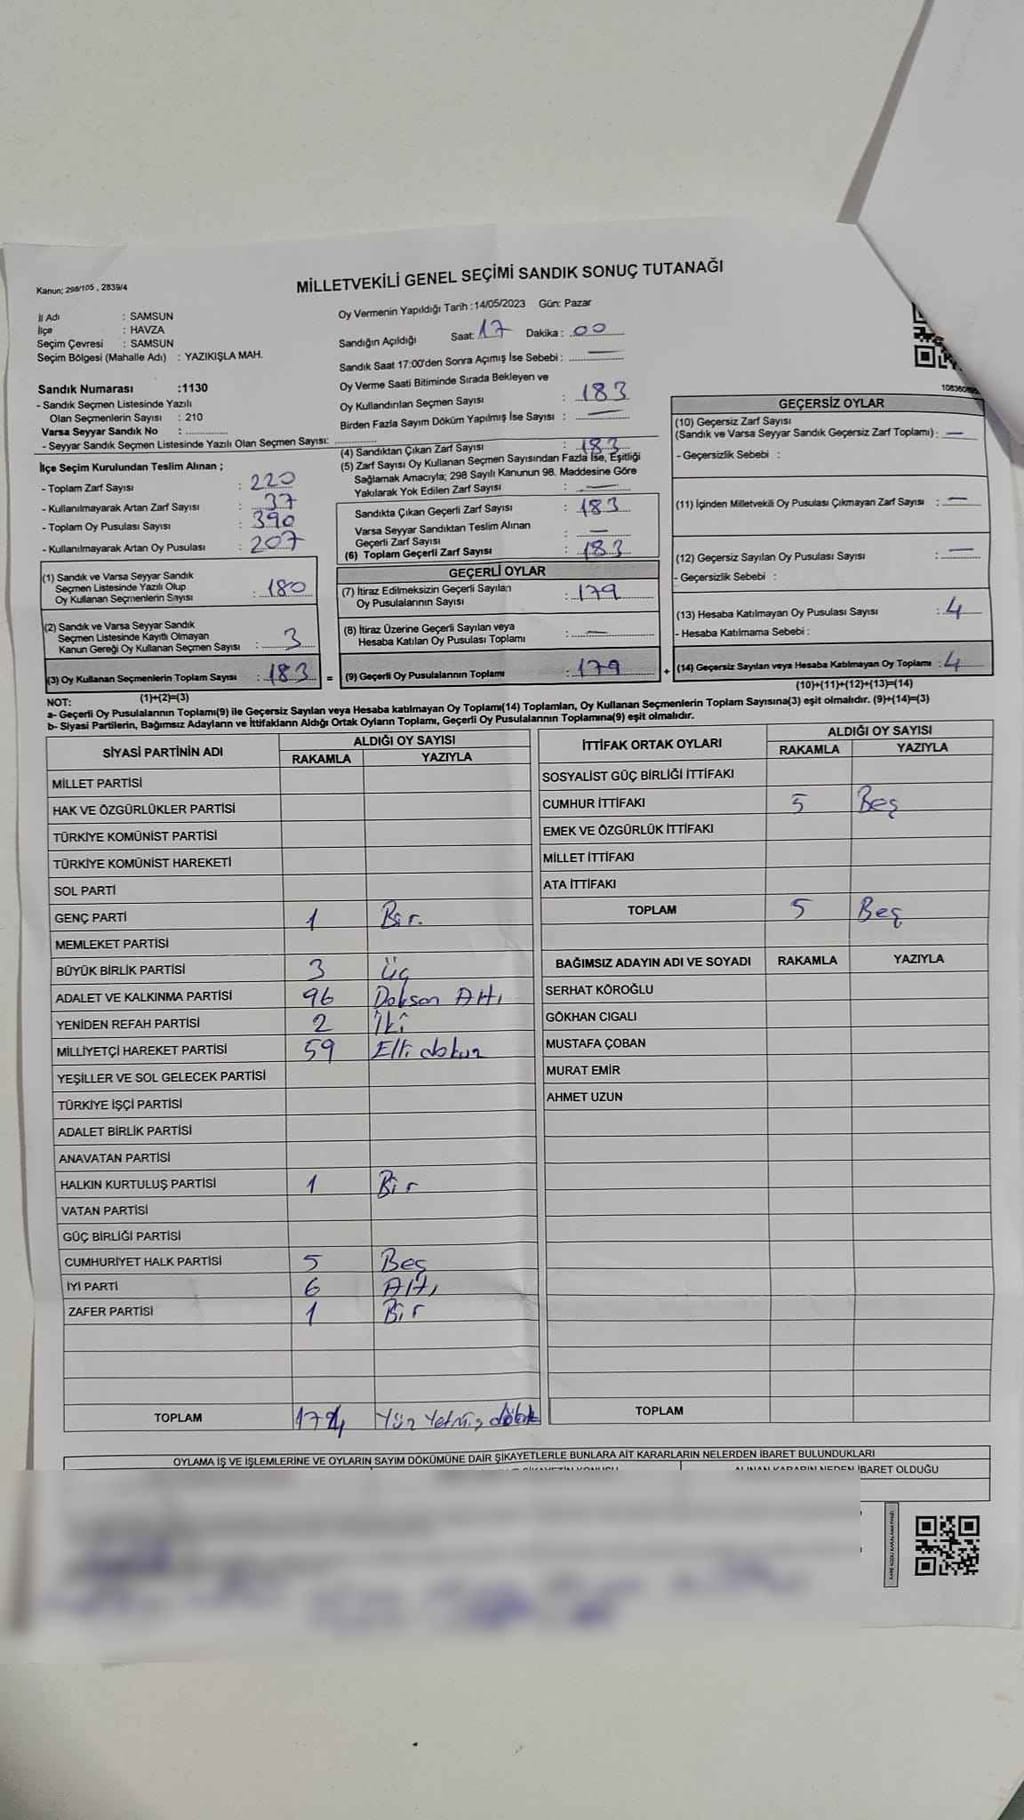 Kanun; 298/105 , 2839/4
MİLLETVEKİLİ GENEL SEÇİMİ SANDIK SONUÇ TUTANAĞI
İl Adı : SAMSUN
İlçe : HAVZA
Seçim Çevresi : SAMSUN
Seçim Bölgesi (Mahalle Adı) : YAZIKIŞLA MAH.
Sandık Numarası :1130
- Sandık Seçmen Listesinde Yazılı
Olan Seçmenlerin Sayısı : 210
Varsa Seyyar Sandık No :
- Seyyar Sandık Seçmen Listesinde Yazılı Olan Seçmen Sayısı:
Oy Vermenin Yapıldığı Tarih :14/05/2023 Gün: Pazar
Sandığın Açıldığı Saat: 17 Dakika : 00
Sandık Saat 17:00'den Sonra Açımış İse Sebebi : —
Oy Verme Saati Bitiminde Sırada Bekleyen ve
Oy Kullandırılan Seçmen Sayısı : 183
Birden Fazla Sayım Döküm Yapılmış İse Sayısı : —
İlçe Seçim Kurulundan Teslim Alınan ;
- Toplam Zarf Sayısı : 220
- Kullanılmayarak Artan Zarf Sayısı : 37
- Toplam Oy Pusulası Sayısı : 390
- Kullanılmayarak Artan Oy Pusulası : 207
(1) Sandık ve Varsa Seyyar Sandık
Seçmen Listesinde Yazılı Olup
Oy Kullanan Seçmenlerin Sayısı : 180
(2) Sandık ve Varsa Seyyar Sandık
Seçmen Listesinde Kayıtlı Olmayan
Kanun Gereği Oy Kullanan Seçmen Sayısı : 3
(3) Oy Kullanan Seçmenlerin Toplam Sayısı : 183 =
(1)+(2)=(3)
(4) Sandıktan Çıkan Zarf Sayısı : 183
(5) Zarf Sayısı Oy Kullanan Seçmen Sayısından Fazla İse, Eşitliği
Sağlamak Amacıyla; 298 Sayılı Kanunun 98. Maddesine Göre
Yakılarak Yok Edilen Zarf Sayısı : —
Sandıkta Çıkan Geçerli Zarf Sayısı : 183
Varsa Seyyar Sandıktan Teslim Alınan
Geçerli Zarf Sayısı : —
(6) Toplam Geçerli Zarf Sayısı : 183
GEÇERLİ OYLAR
(7) İtiraz Edilmeksizin Geçerli Sayılan
Oy Pusulalarının Sayısı : 179
(8) İtiraz Üzerine Geçerli Sayılan veya
Hesaba Katılan Oy Pusulası Toplamı : —
(9) Geçerli Oy Pusulalarının Toplamı : 179 +
GEÇERSİZ OYLAR
(10) Geçersiz Zarf Sayısı
(Sandık ve Varsa Seyyar Sandık Geçersiz Zarf Toplamı) : —
- Geçersizlik Sebebi :
(11) İçinden Milletvekili Oy Pusulası Çıkmayan Zarf Sayısı : —
(12) Geçersiz Sayılan Oy Pusulası Sayısı : —
- Geçersizlik Sebebi :
(13) Hesaba Katılmayan Oy Pusulası Sayısı : 4
- Hesaba Katılmama Sebebi :
(14) Geçersiz Sayılan veya Hesaba Katılmayan Oy Toplamı : 4
(10)+(11)+(12)+(13)=(14)
NOT:
a- Geçerli Oy Pusulalarının Toplamı(9) ile Geçersiz Sayılan veya Hesaba katılmayan Oy Toplamı(14) Toplamları, Oy Kullanan Seçmenlerin Toplam Sayısına(3) eşit olmalıdır. (9)+(14)=(3)
b- Siyasi Partilerin, Bağımsız Adayların ve İttifakların Aldığı Ortak Oyların Toplamı, Geçerli Oy Pusulalarının Toplamına(9) eşit olmalıdır.
SİYASİ PARTİNİN ADI ALDIĞI OY SAYISI
RAKAMLA YAZIYLA
MİLLET PARTİSİ
HAK VE ÖZGÜRLÜKLER PARTİSİ
TÜRKİYE KOMÜNİST PARTİSİ
TÜRKİYE KOMÜNİST HAREKETİ
SOL PARTİ
GENÇ PARTİ 1 Bir.
MEMLEKET PARTİSİ
BÜYÜK BİRLİK PARTİSİ 3 Üç
ADALET VE KALKINMA PARTİSİ 96 Doksan Altı
YENİDEN REFAH PARTİSİ 2 İki
MİLLİYETÇİ HAREKET PARTİSİ 59 Elli dokuz
YEŞİLLER VE SOL GELECEK PARTİSİ
TÜRKİYE İŞÇİ PARTİSİ
ADALET BİRLİK PARTİSİ
ANAVATAN PARTİSİ
HALKIN KURTULUŞ PARTİSİ 1 Bir
VATAN PARTİSİ
GÜÇ BİRLİĞİ PARTİSİ
CUMHURİYET HALK PARTİSİ 5 Beş
İYİ PARTİ 6 Altı
ZAFER PARTİSİ 1 Bir
TOPLAM 174 Yüz Yetmiş dört
İTTİFAK ORTAK OYLARI ALDIĞI OY SAYISI
RAKAMLA YAZIYLA
SOSYALİST GÜÇ BİRLİĞİ İTTİFAKI
CUMHUR İTTİFAKI 5 Beş
EMEK VE ÖZGÜRLÜK İTTİFAKI
MİLLET İTTİFAKI
ATA İTTİFAKI
TOPLAM 5 Beş
BAĞIMSIZ ADAYIN ADI VE SOYADI RAKAMLA YAZIYLA
SERHAT KÖROĞLU
GÖKHAN CIGALI
MUSTAFA ÇOBAN
MURAT EMİR
AHMET UZUN
TOPLAM
OYLAMA İŞ VE İŞLEMLERİNE VE OYLARIN SAYIM DÖKÜMÜNE DAİR ŞİKAYETLERLE BUNLARA AİT KARARLARIN NELERDEN İBARET BULUNDUKLARI
ALINAN KARARIN NEDEN İBARET OLDUĞU